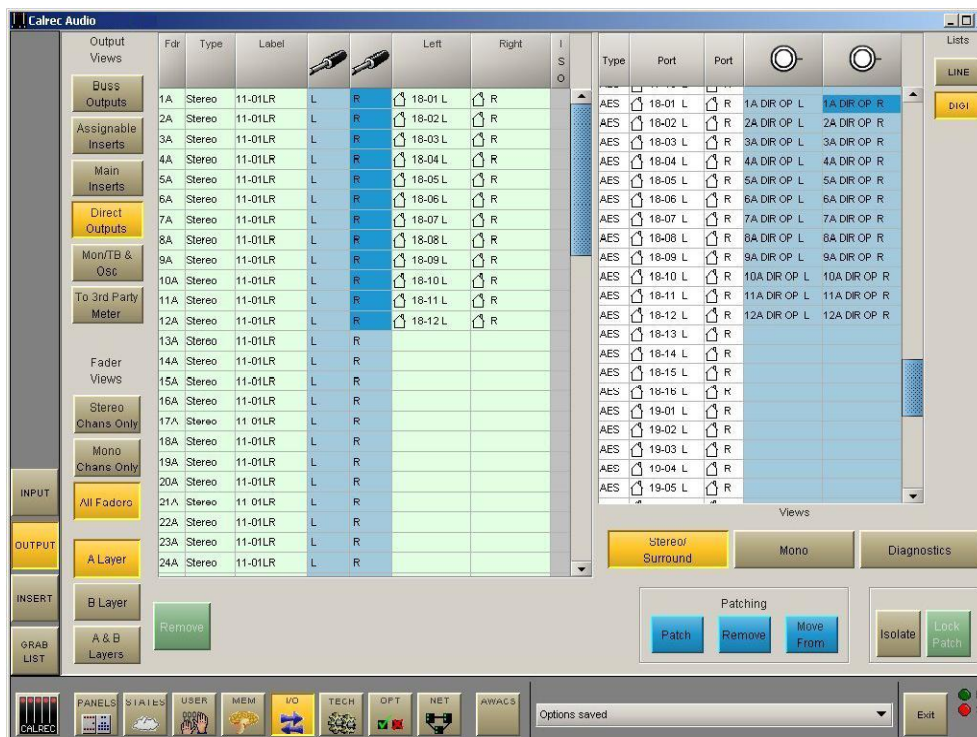 Calrec Audio
Output Views
Buss Outputs
Assignable Inserts
Main Inserts
Direct Outputs
Mon/TB & Osc
To 3rd Party Meter
Fader Views
Stereo Chans Only
Mono Chans Only
All Faders
A Layer
B Layer
A & B Layers
INPUT
OUTPUT
INSERT
GRAB LIST
Fdr Type Label Left Right ISO
1A Stereo 11-01LR L R 18-01 L R
2A Stereo 11-01LR L R 18-02 L R
3A Stereo 11-01LR L R 18-03 L R
4A Stereo 11-01LR L R 18-04 L R
5A Stereo 11-01LR L R 18-05 L R
6A Stereo 11-01LR L R 18-06 L R
7A Stereo 11-01LR L R 18-07 L R
8A Stereo 11-01LR L R 18-08 L R
9A Stereo 11-01LR L R 18-09 L R
10A Stereo 11-01LR L R 18-10 L R
11A Stereo 11-01LR L R 18-11 L R
12A Stereo 11-01LR L R 18-12 L R
13A Stereo 11-01LR L R
14A Stereo 11-01LR L R
15A Stereo 11-01LR L R
16A Stereo 11-01LR L R
17A Stereo 11-01LR L R
18A Stereo 11-01LR L R
19A Stereo 11-01LR L R
20A Stereo 11-01LR L R
21A Stereo 11-01LR L R
22A Stereo 11-01LR L R
23A Stereo 11-01LR L R
24A Stereo 11-01LR L R
Remove
Type Port Port
AES 18-01 L R 1A DIR OP L 1A DIR OP R
AES 18-02 L R 2A DIR OP L 2A DIR OP R
AES 18-03 L R 3A DIR OP L 3A DIR OP R
AES 18-04 L R 4A DIR OP L 4A DIR OP R
AES 18-05 L R 5A DIR OP L 5A DIR OP R
AES 18-06 L R 6A DIR OP L 6A DIR OP R
AES 18-07 L R 7A DIR OP L 7A DIR OP R
AES 18-08 L R 8A DIR OP L 8A DIR OP R
AES 18-09 L R 9A DIR OP L 9A DIR OP R
AES 18-10 L R 10A DIR OP L 10A DIR OP R
AES 18-11 L R 11A DIR OP L 11A DIR OP R
AES 18-12 L R 12A DIR OP L 12A DIR OP R
AES 18-13 L R
AES 18-14 L R
AES 18-15 L R
AES 18-16 L R
AES 19-01 L R
AES 19-02 L R
AES 19-03 L R
AES 19-04 L R
AES 19-05 L R
Lists
LINE
DIGI
Views
Stereo/ Surround
Mono
Diagnostics
Patching
Patch
Remove
Move From
Isolate
Lock Patch
CALREC
PANELS
STATES
USER
MEM
I/O
TECH
OPT
NET
AWACS
Options saved
Exit